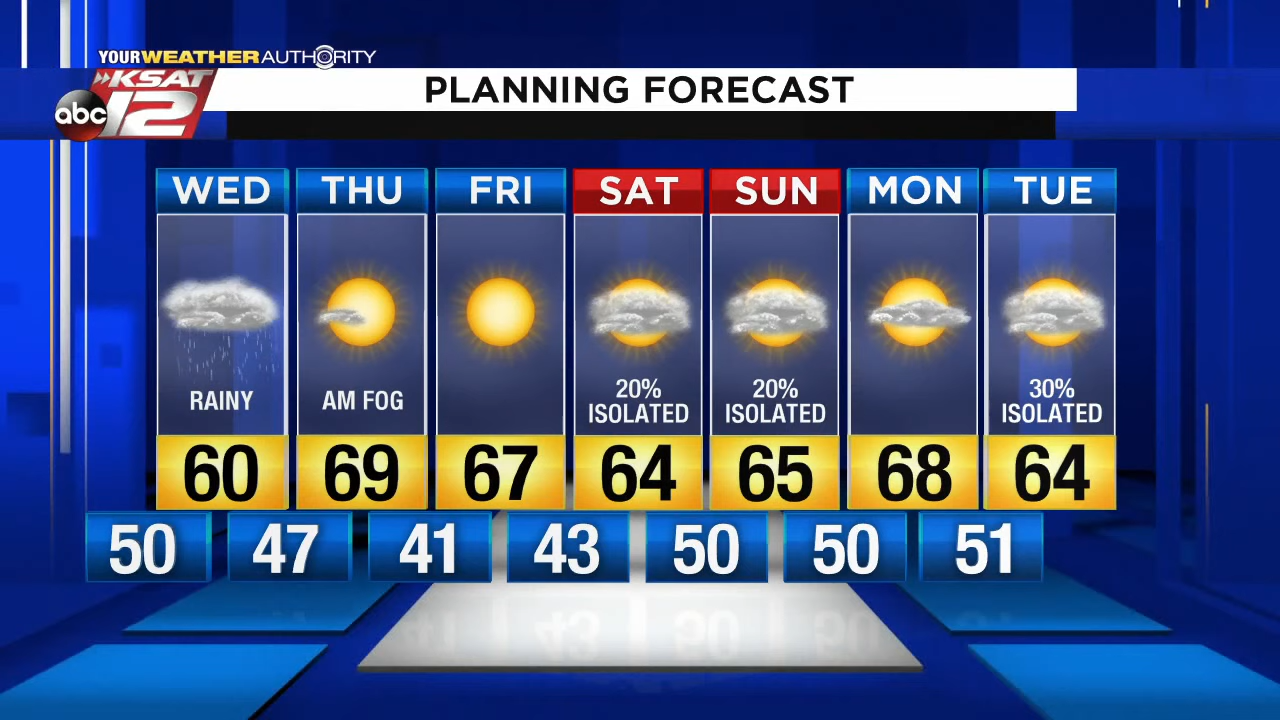 YOUR WEATHER AUTHORITY
KSAT
abc 12
PLANNING FORECAST
WED THU FRI SAT SUN MON TUE
RAINY AM FOG 20% ISOLATED 20% ISOLATED 30% ISOLATED
60 69 67 64 65 68 64
50 47 41 43 50 50 51